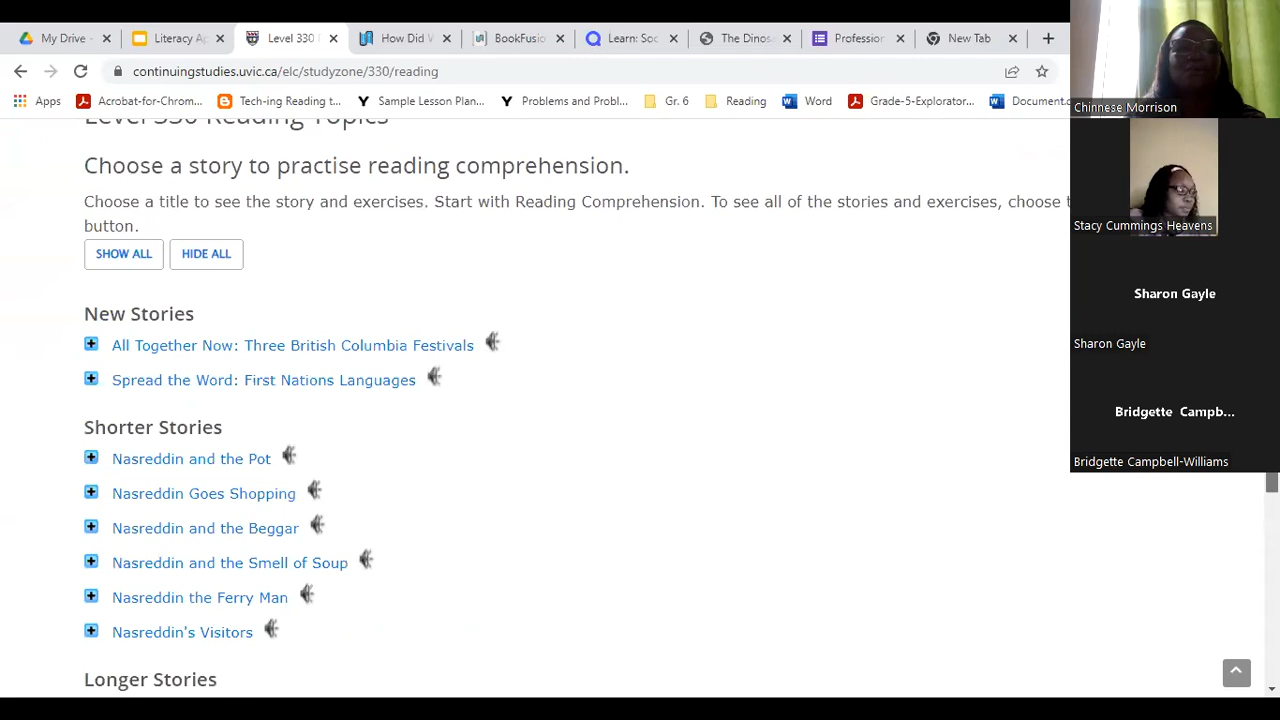 My Drive -
Literacy Ap
Level 330 F
How Did W
BookFusio
Learn: Soc
The Dinos
Profession
New Tab
continuingstudies.uvic.ca/elc/studyzone/330/reading
Apps
Acrobat-for-Chrom...
Tech-ing Reading t...
Sample Lesson Plan...
Problems and Probl...
Gr. 6
Reading
Word
Grade-5-Explorator...
Document.c
Level 330 Reading Topics
Choose a story to practise reading comprehension.
Choose a title to see the story and exercises. Start with Reading Comprehension. To see all of the stories and exercises, choose t
button.
SHOW ALL
HIDE ALL
New Stories
All Together Now: Three British Columbia Festivals
Spread the Word: First Nations Languages
Shorter Stories
Nasreddin and the Pot
Nasreddin Goes Shopping
Nasreddin and the Beggar
Nasreddin and the Smell of Soup
Nasreddin the Ferry Man
Nasreddin's Visitors
Longer Stories
Chinnese Morrison
Stacy Cummings Heavens
Sharon Gayle
Sharon Gayle
Bridgette Campb...
Bridgette Campbell-Williams